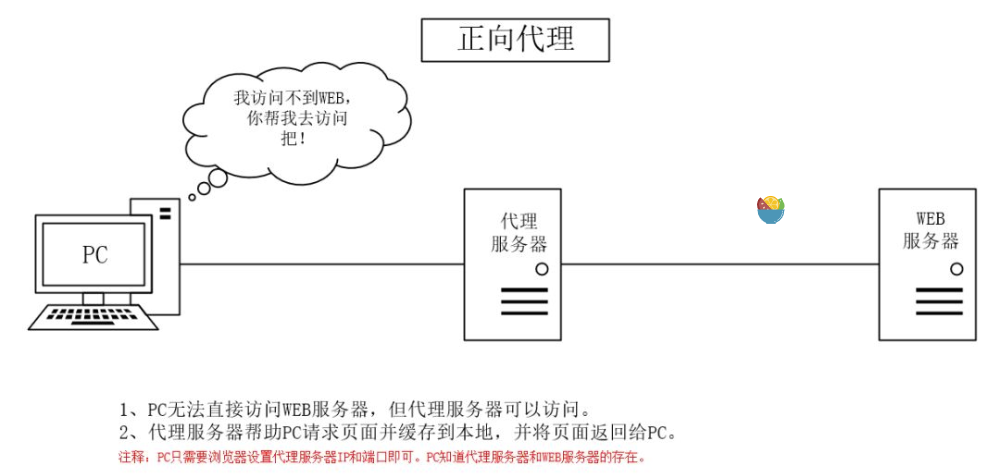 正向代理
我访问不到WEB，
你帮我去访问
把！
PC
代理
服务器
WEB
服务器
1、PC无法直接访问WEB服务器，但代理服务器可以访问。
2、代理服务器帮助PC请求页面并缓存到本地，并将页面返回给PC。
注释：PC只需要浏览器设置代理服务器IP和端口即可。PC知道代理服务器和WEB服务器的存在。